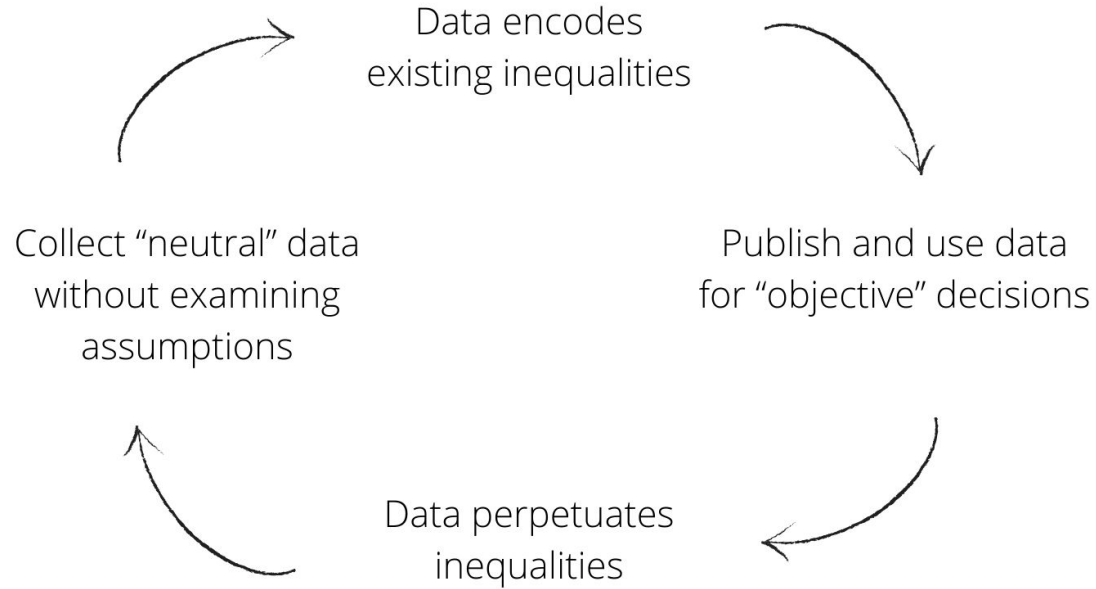 Data encodes
existing inequalities
Collect “neutral” data
without examining
assumptions
Publish and use data
for “objective” decisions
Data perpetuates
inequalities